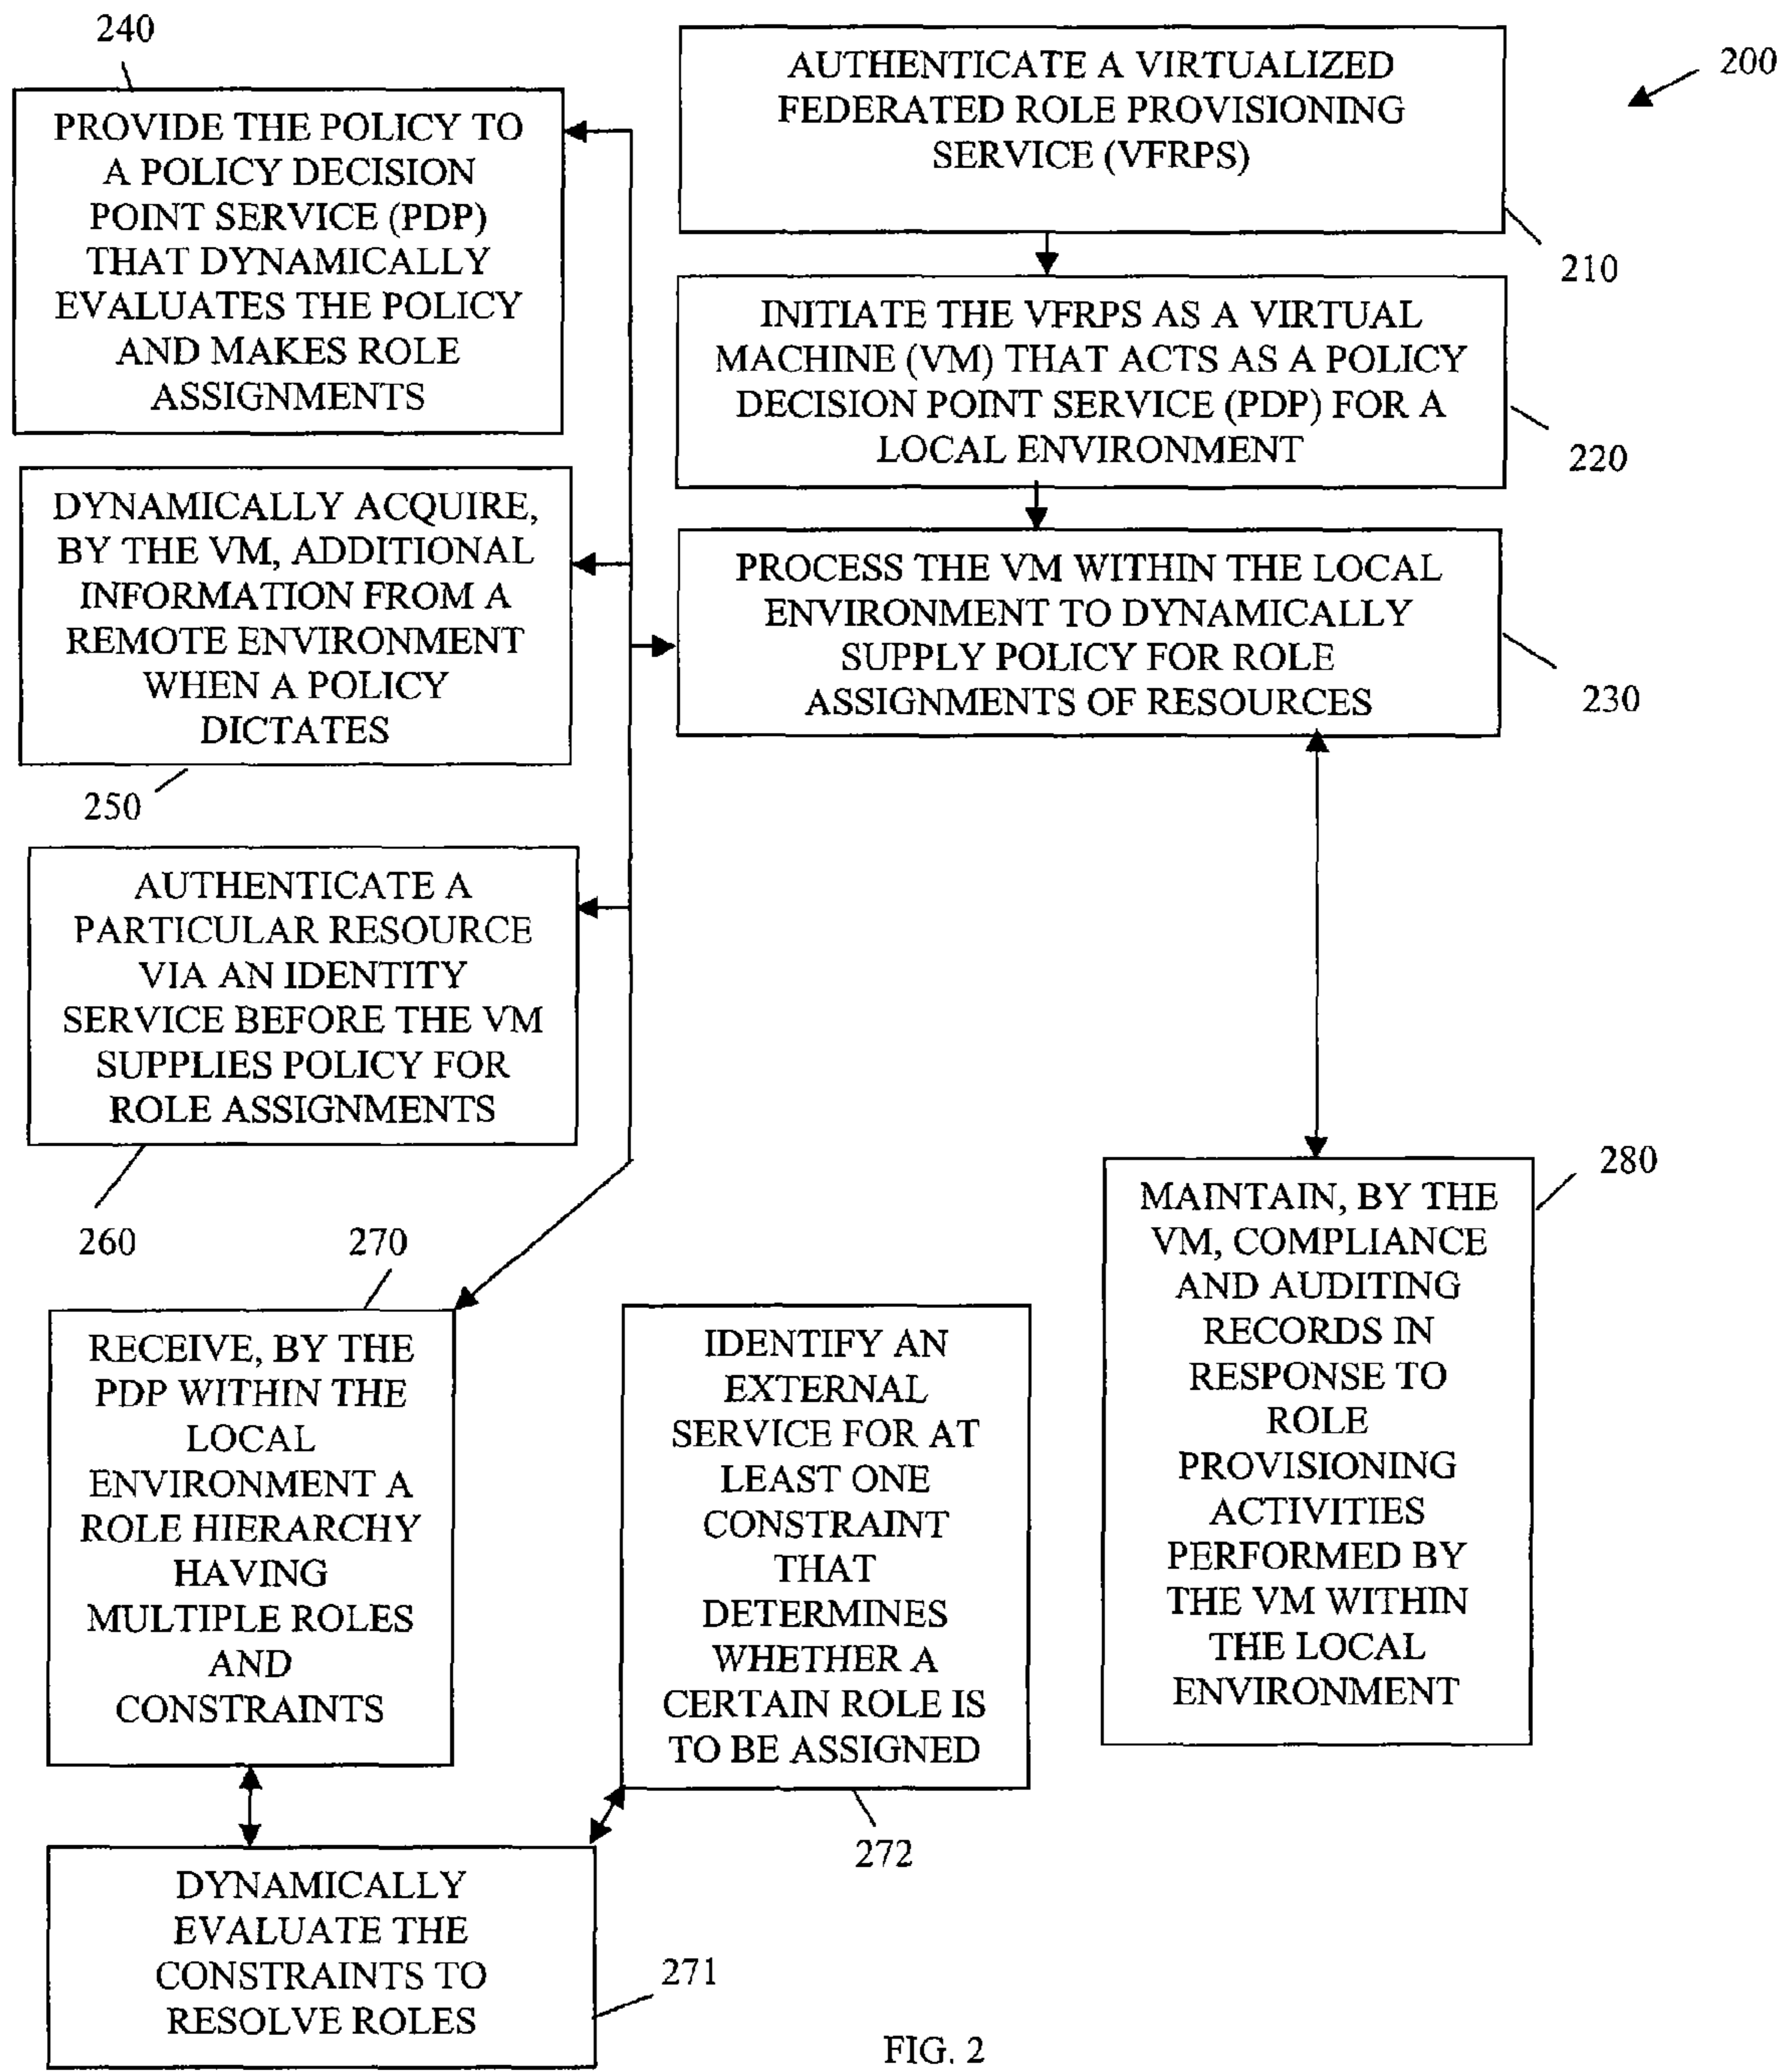 200
AUTHENTICATE A VIRTUALIZED
FEDERATED ROLE PROVISIONING
SERVICE (VFRPS)
210
INITIATE THE VFRPS AS A VIRTUAL
MACHINE (VM) THAT ACTS AS A POLICY
DECISION POINT SERVICE (PDP) FOR A
LOCAL ENVIRONMENT
220
PROCESS THE VM WITHIN THE LOCAL
ENVIRONMENT TO DYNAMICALLY
SUPPLY POLICY FOR ROLE
ASSIGNMENTS OF RESOURCES
230
240
PROVIDE THE POLICY TO
A POLICY DECISION
POINT SERVICE (PDP)
THAT DYNAMICALLY
EVALUATES THE POLICY
AND MAKES ROLE
ASSIGNMENTS
DYNAMICALLY ACQUIRE,
BY THE VM, ADDITIONAL
INFORMATION FROM A
REMOTE ENVIRONMENT
WHEN A POLICY
DICTATES
250
AUTHENTICATE A
PARTICULAR RESOURCE
VIA AN IDENTITY
SERVICE BEFORE THE VM
SUPPLIES POLICY FOR
ROLE ASSIGNMENTS
260
270
RECEIVE, BY THE
PDP WITHIN THE
LOCAL
ENVIRONMENT A
ROLE HIERARCHY
HAVING
MULTIPLE ROLES
AND
CONSTRAINTS
DYNAMICALLY
EVALUATE THE
CONSTRAINTS TO
RESOLVE ROLES
271
IDENTIFY AN
EXTERNAL
SERVICE FOR AT
LEAST ONE
CONSTRAINT
THAT
DETERMINES
WHETHER A
CERTAIN ROLE IS
TO BE ASSIGNED
272
280
MAINTAIN, BY THE
VM, COMPLIANCE
AND AUDITING
RECORDS IN
RESPONSE TO
ROLE
PROVISIONING
ACTIVITIES
PERFORMED BY
THE VM WITHIN
THE LOCAL
ENVIRONMENT
FIG. 2